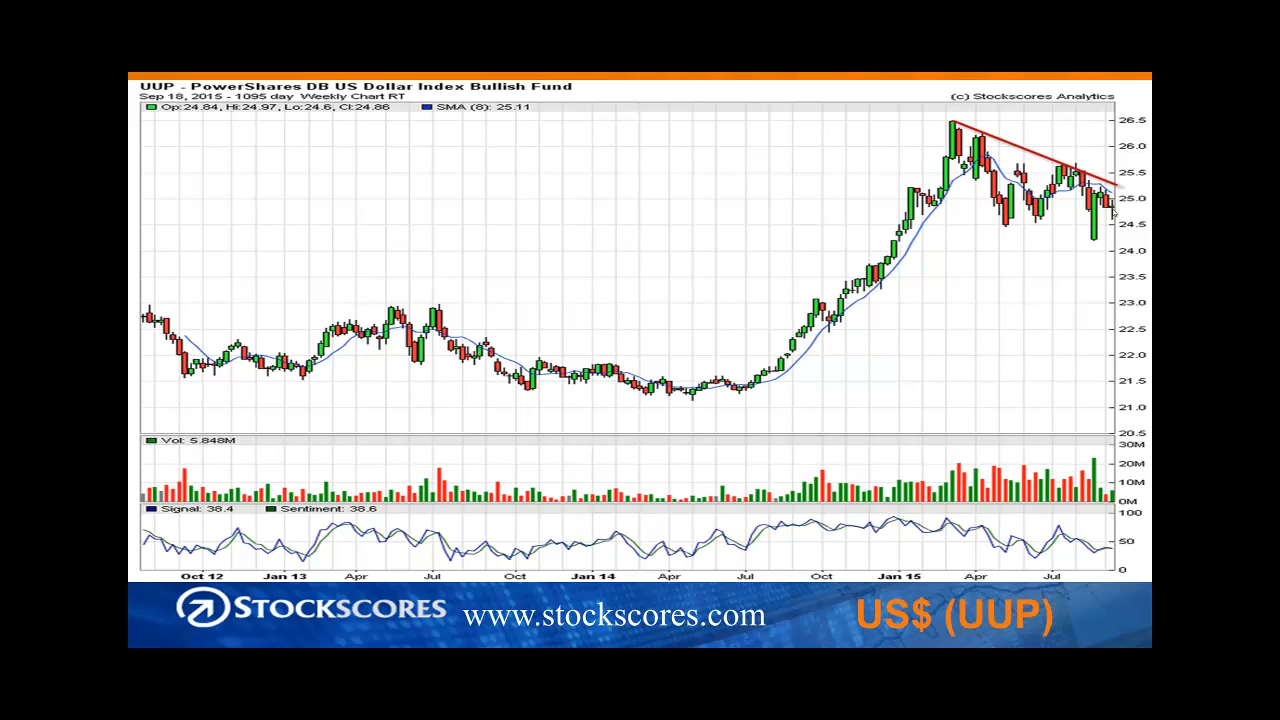 UUP - PowerShares DB US Dollar Index Bullish Fund
Sep 18, 2015 - 1095 day Weekly Chart RT
(c) Stockscores Analytics
Op:24.84, Hi:24.97, Lo:24.6, Cl:24.86
SMA (8): 25.11
26.5
26.0
25.5
25.0
24.5
24.0
23.5
23.0
22.5
22.0
21.5
21.0
20.5
Vol: 5.848M
30M
20M
10M
0M
Signal: 38.4
Sentiment: 38.6
100
50
0
Oct 12 Jan 13 Apr Jul Oct Jan 14 Apr Jul Oct Jan 15 Apr Jul
STOCKSCORES www.stockscores.com US$ (UUP)